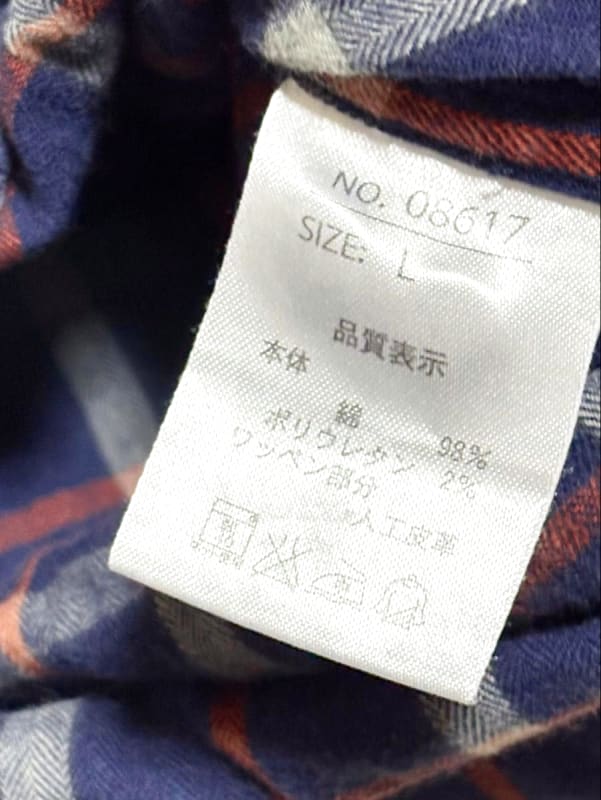 NO. 08617
SIZE: L
品質表示
本体
綿 98%
ポリウレタン 2%
ワッペン部分
人工皮革